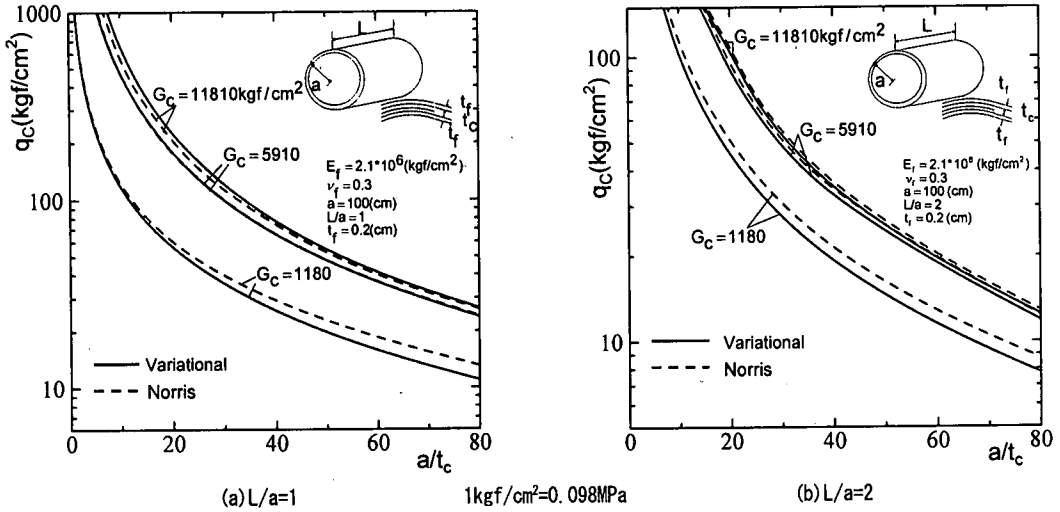 1000
100
10
q_C(kgf/cm²)
L
a
t_f
t_c
t_f
G_C=11810kgf/cm²
G_C=5910
E_f=2.1*10⁶(kgf/cm²)
ν_f=0.3
a=100(cm)
L/a=1
t_f=0.2(cm)
G_C=1180
Variational
Norris
0 20 40 60 80
a/t_c
(a)L/a=1
100
10
q_C(kgf/cm²)
G_C=11810kgf/cm²
L
a
t_f
t_c
t_f
G_C=5910
(kgf/cm²)
ν_f=0.3
a=100(cm)
L/a=2
t_f=0.2(cm)
G_C=1180
Variational
Norris
0 20 40 60 80
a/t_c
(b)L/a=2
1kgf/cm²=0.098MPa